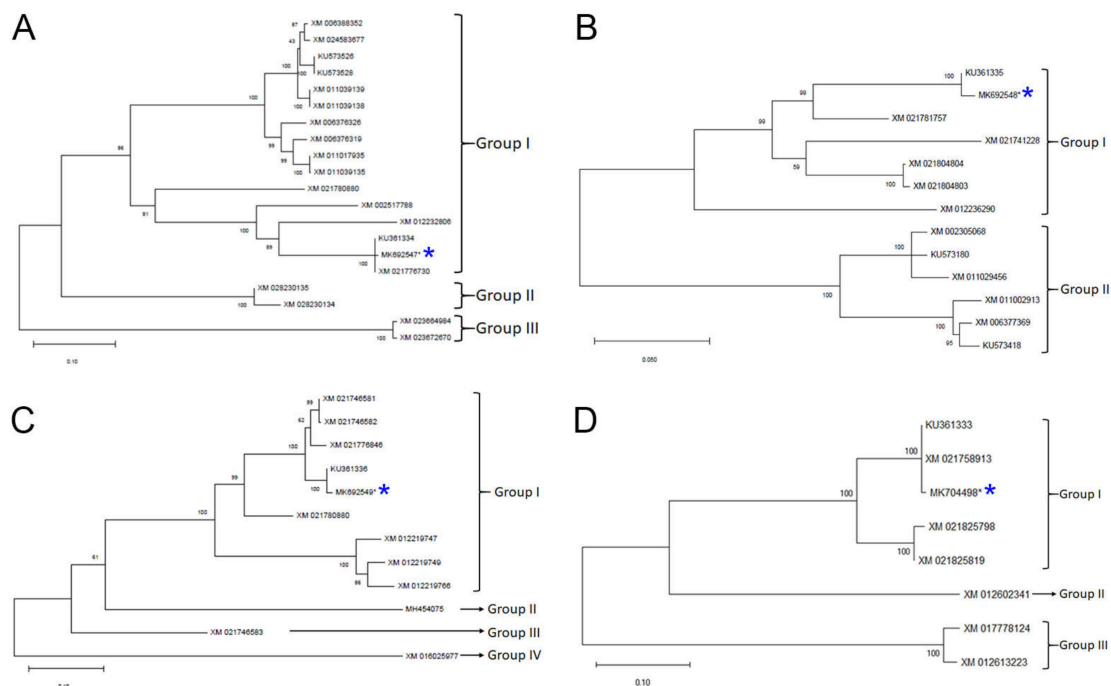 A
XM 006388352
87
XM 024583677
43
KU573526
100
100
KU573528
100
XM 011039139
100
XM 011039138
XM 006376326
100
XM 006376319
99
XM 011017935
99
100
XM 011039135
Group I
96
XM 021780880
91
XM 002517788
XM 012232806
100
KU361334
89
MK692547* *
100
XM 021776730
XM 028230135
100
XM 028230134
Group II
XM 023664984
100
XM 023672670
Group III
0.10
B
KU361335
100
MK692548* *
99
XM 021781757
99
XM 021741228
Group I
XM 021804804
59
100
XM 021804803
XM 012236290
XM 002305068
100
KU573180
XM 011029456
Group II
100
XM 011002913
100
XM 006377369
95
KU573418
0.050
C
XM 021746581
99
XM 021746582
62
XM 021776846
100
KU361336
100
MK692549* *
99
Group I
XM 021780880
100
XM 012219747
100
XM 012219749
XM 012219766
61
MH454075
Group II
XM 021746583
Group III
XM 016025977
Group IV
D
KU361333
XM 021758913
100
MK704498* *
Group I
100
XM 021825798
100
XM 021825819
XM 012602341
Group II
XM 017778124
100
XM 012613223
Group III
0.10